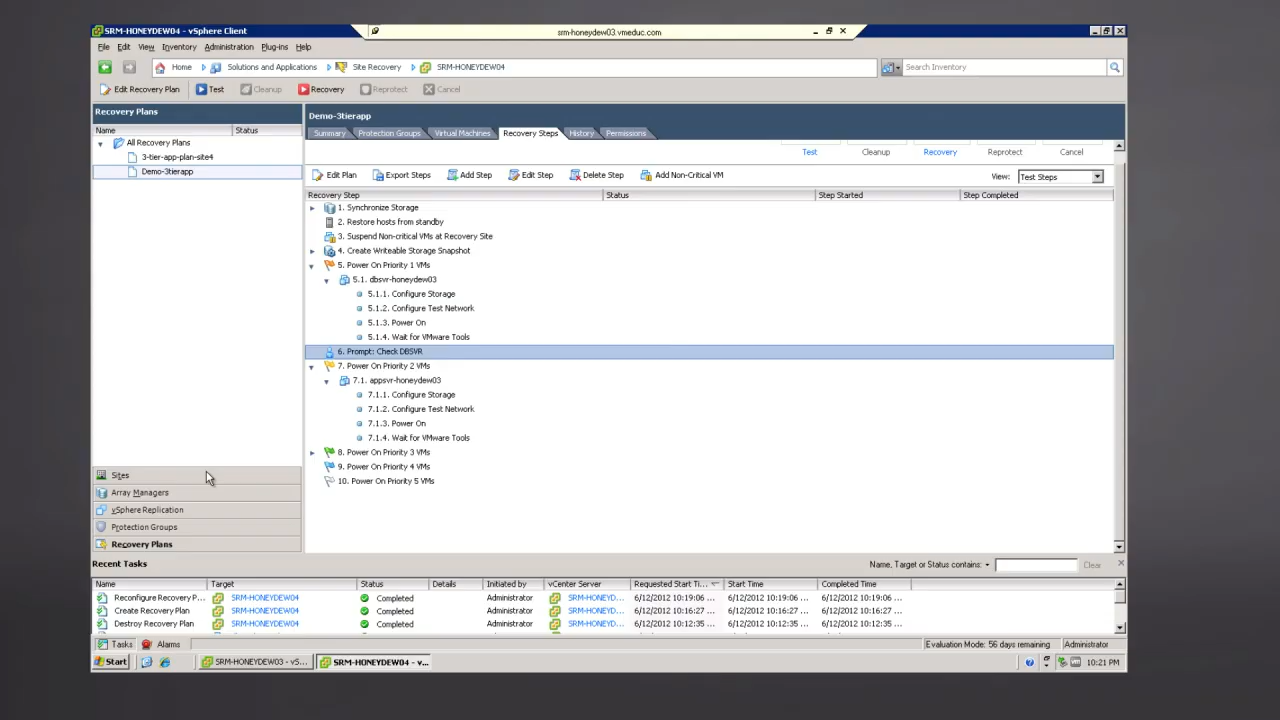 SRM-HONEYDEW04 - vSphere Client
srm-honeydew03.vmeduc.com
File Edit View Inventory Administration Plug-ins Help
Home Solutions and Applications Site Recovery SRM-HONEYDEW04
Search Inventory
Edit Recovery Plan Test Cleanup Recovery Reprotect Cancel
Recovery Plans
Name Status
All Recovery Plans
3-tier-app-plan-site4
Demo-3tierapp
Sites
Array Managers
vSphere Replication
Protection Groups
Recovery Plans
Demo-3tierapp
Summary Protection Groups Virtual Machines Recovery Steps History Permissions
Test Cleanup Recovery Reprotect Cancel
Edit Plan Export Steps Add Step Edit Step Delete Step Add Non-Critical VM View: Test Steps
Recovery Step Status Step Started Step Completed
1. Synchronize Storage
2. Restore hosts from standby
3. Suspend Non-critical VMs at Recovery Site
4. Create Writeable Storage Snapshot
5. Power On Priority 1 VMs
5.1. dbsvr-honeydew03
5.1.1. Configure Storage
5.1.2. Configure Test Network
5.1.3. Power On
5.1.4. Wait for VMware Tools
6. Prompt: Check DBSVR
7. Power On Priority 2 VMs
7.1. appsvr-honeydew03
7.1.1. Configure Storage
7.1.2. Configure Test Network
7.1.3. Power On
7.1.4. Wait for VMware Tools
8. Power On Priority 3 VMs
9. Power On Priority 4 VMs
10. Power On Priority 5 VMs
Recent Tasks
Name, Target or Status contains: Clear
Name Target Status Details Initiated by vCenter Server Requested Start Ti... Start Time Completed Time
Reconfigure Recovery P... SRM-HONEYDEW04 Completed Administrator SRM-HONEYD... 6/12/2012 10:19:06 6/12/2012 10:19:06 ... 6/12/2012 10:19:06 ...
Create Recovery Plan SRM-HONEYDEW04 Completed Administrator SRM-HONEYD... 6/12/2012 10:16:27 6/12/2012 10:16:27 ... 6/12/2012 10:16:27 ...
Destroy Recovery Plan SRM-HONEYDEW04 Completed Administrator SRM-HONEYD... 6/12/2012 10:12:35 6/12/2012 10:12:35 ... 6/12/2012 10:12:35 ...
Tasks Alarms Evaluation Mode: 56 days remaining Administrator
Start SRM-HONEYDEW03 - vS... SRM-HONEYDEW04 - v... 10:21 PM